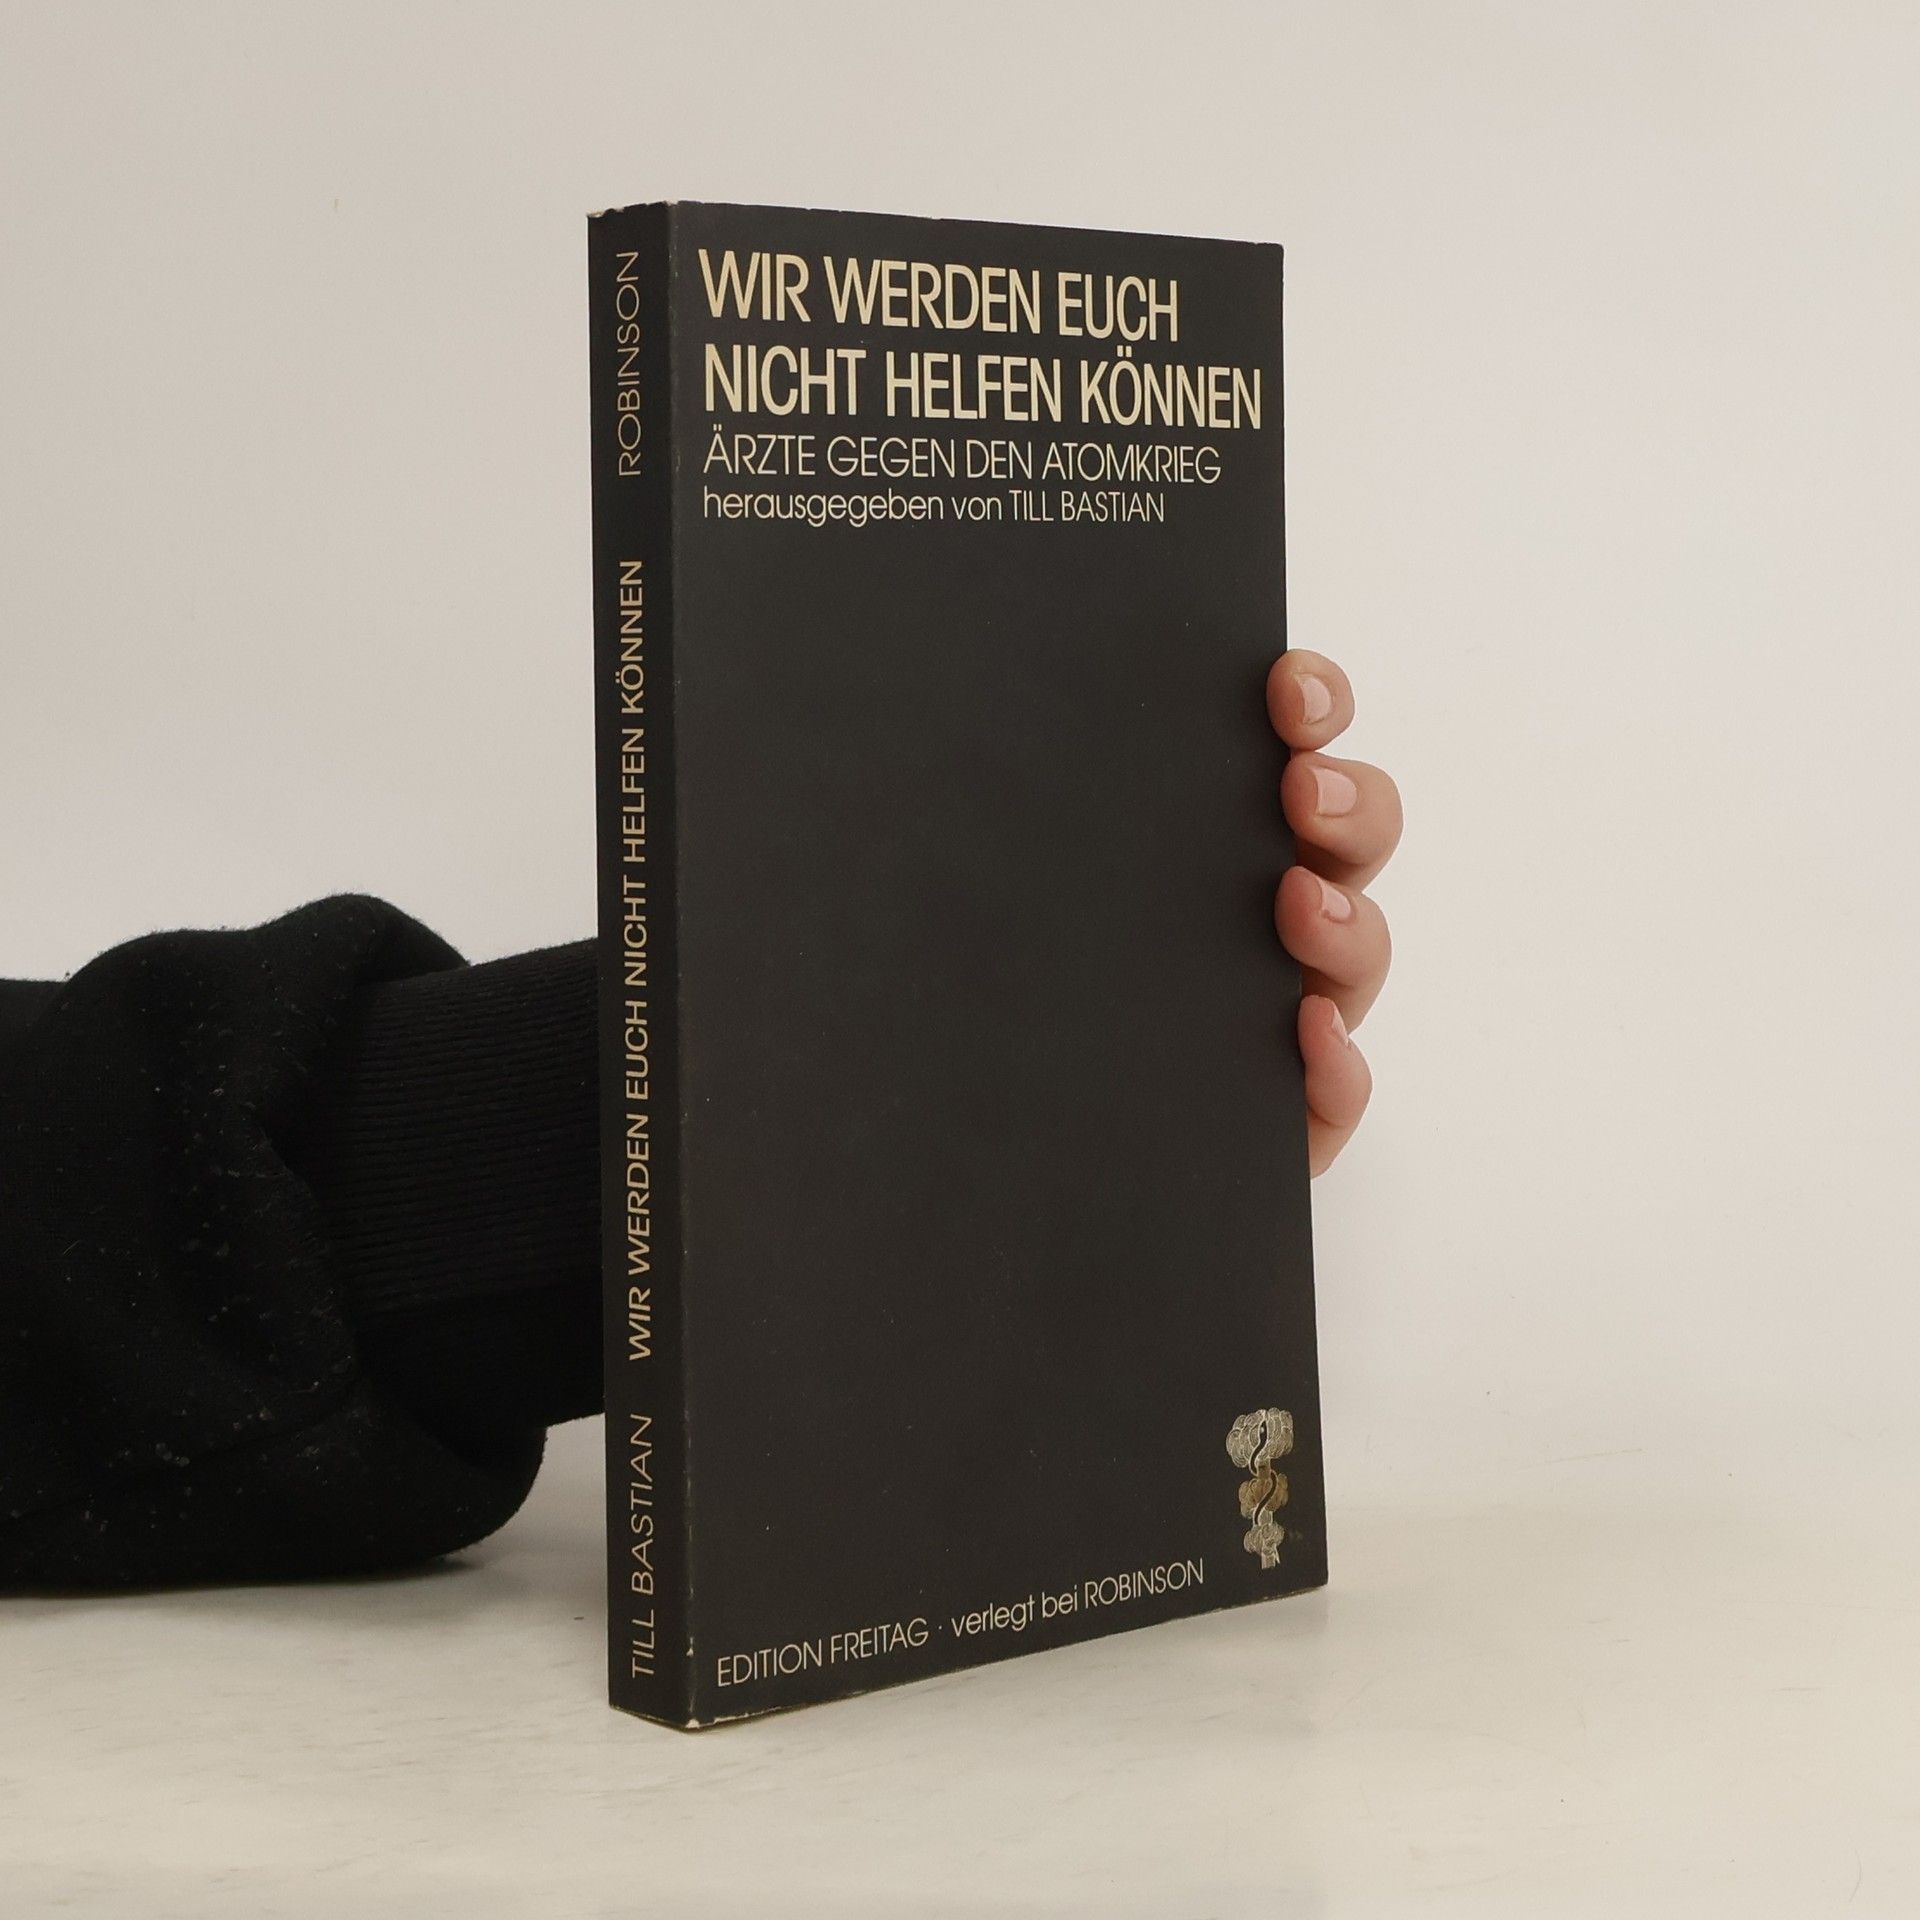 WIR WERDEN EUCH
NICHT HELFEN KÖNNEN
ÄRZTE GEGEN DEN ATOMKRIEG
herausgegeben von TILL BASTIAN
EDITION FREITAG · verlegt bei ROBINSON
TILL BASTIAN WIR WERDEN EUCH NICHT HELFEN KÖNNEN ROBINSON